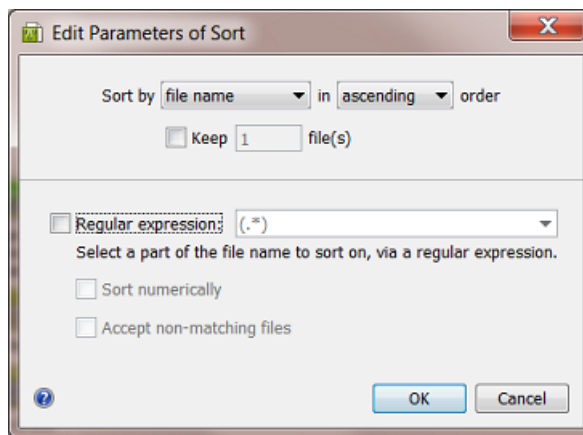 Edit Parameters of Sort
Sort by file name in ascending order
Keep 1 file(s)
Regular expression: (.*)
Select a part of the file name to sort on, via a regular expression.
Sort numerically
Accept non-matching files
OK Cancel